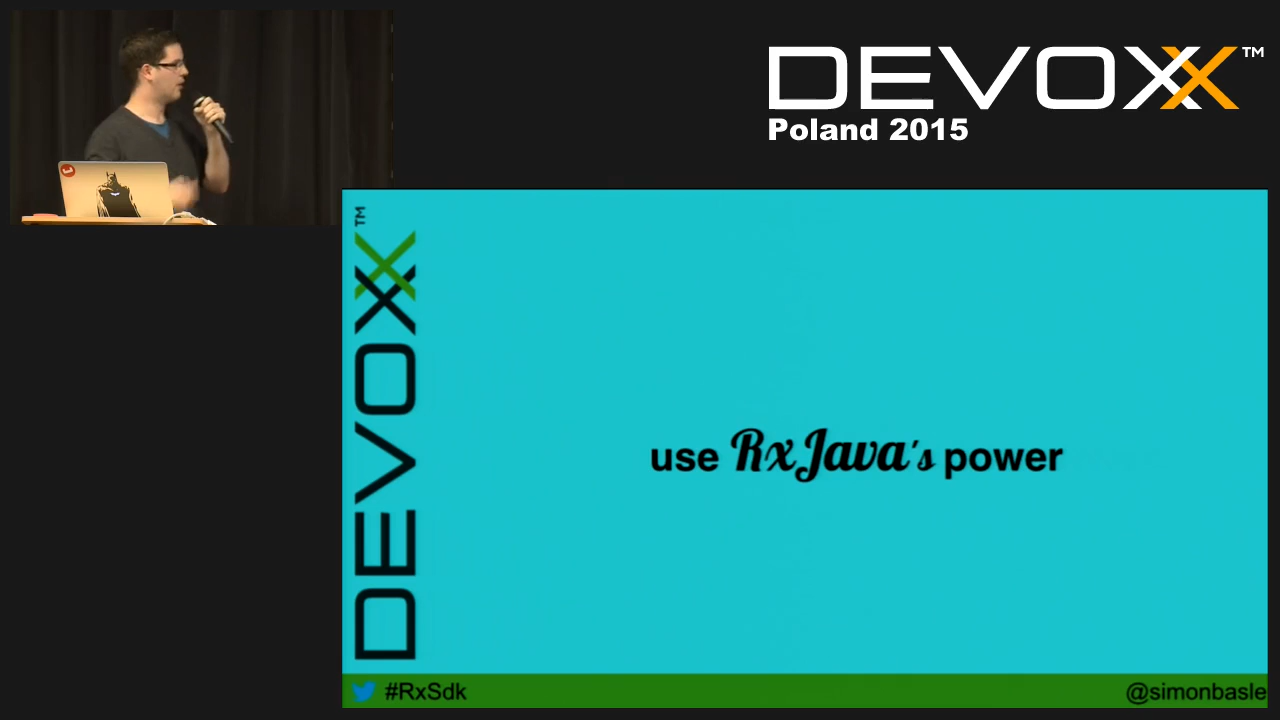 DEVOXX™
Poland 2015
DEVOXX™
use RxJava's power
#RxSdk
@simonbasle